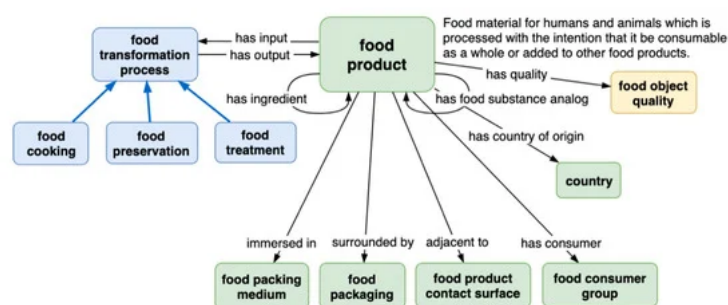 Food material for humans and animals which is
processed with the intention that it be consumable
as a whole or added to other food products.
food
transformation
process
has input
has output
food
product
has quality
food object
quality
has ingredient
has food substance analog
food
cooking
food
preservation
food
treatment
has country of origin
country
immersed in
surrounded by
adjacent to
has consumer
food packing
medium
food
packaging
food product
contact surface
food consumer
group